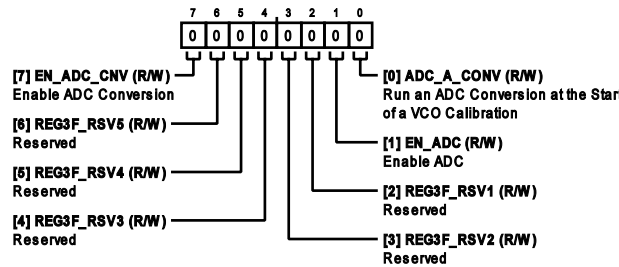 7 6 5 4 3 2 1 0
0 0 0 0 0 0 0 0
[7] EN_ADC_CNV (R/W)
Enable ADC Conversion
[6] REG3F_RSV5 (R/W)
Reserved
[5] REG3F_RSV4 (R/W)
Reserved
[4] REG3F_RSV3 (R/W)
Reserved
[0] ADC_A_CONV (R/W)
Run an ADC Conversion at the Star
of a VCO Calibration
[1] EN_ADC (R/W)
Enable ADC
[2] REG3F_RSV1 (R/W)
Reserved
[3] REG3F_RSV2 (R/W)
Reserved